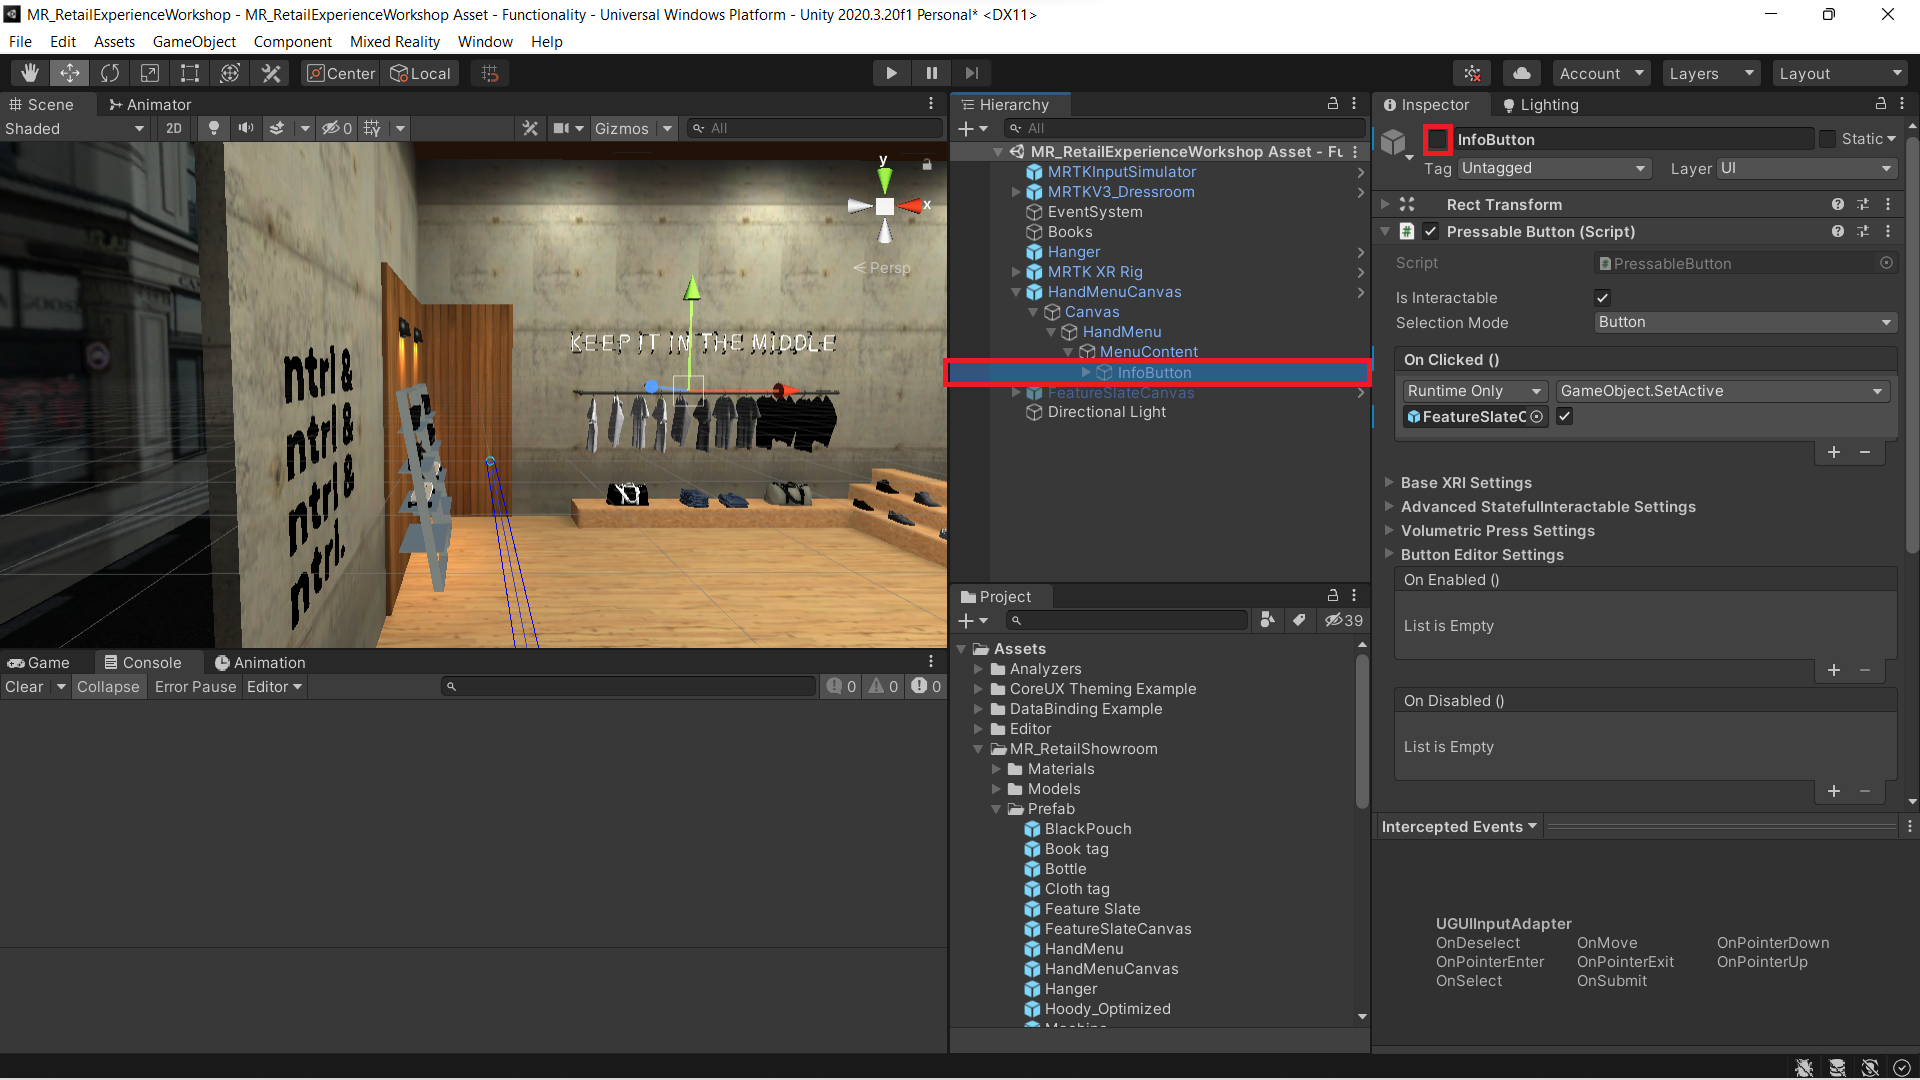 MR_RetailExperienceWorkshop - MR_RetailExperienceWorkshop Asset - Functionality - Universal Windows Platform - Unity 2020.3.20f1 Personal* <DX11>
File Edit Assets GameObject Component Mixed Reality Window Help
Center Local Account Layers Layout
Scene Animator
Shaded 2D 0 Gizmos All
y
x
Persp
KEEP IT IN THE MIDDLE
ntrl &
ntrl &
ntrl &
ntrl.
Game Console Animation
Clear Collapse Error Pause Editor 0 0 0
Hierarchy
All
MR_RetailExperienceWorkshop Asset - Fu
MRTKInputSimulator
MRTKV3_Dressroom
EventSystem
Books
Hanger
MRTK XR Rig
HandMenuCanvas
Canvas
HandMenu
MenuContent
InfoButton
FeatureSlateCanvas
Directional Light
Project
39
Assets
Analyzers
CoreUX Theming Example
DataBinding Example
Editor
MR_RetailShowroom
Materials
Models
Prefab
BlackPouch
Book tag
Bottle
Cloth tag
Feature Slate
FeatureSlateCanvas
HandMenu
HandMenuCanvas
Hanger
Hoody_Optimized
Inspector Lighting
InfoButton Static
Tag Untagged Layer UI
Rect Transform
Pressable Button (Script)
Script PressableButton
Is Interactable
Selection Mode Button
On Clicked ()
Runtime Only GameObject.SetActive
FeatureSlateC
Base XRI Settings
Advanced StatefulInteractable Settings
Volumetric Press Settings
Button Editor Settings
On Enabled ()
List is Empty
On Disabled ()
List is Empty
Intercepted Events
UGUIInputAdapter
OnDeselect OnMove OnPointerDown
OnPointerEnter OnPointerExit OnPointerUp
OnSelect OnSubmit